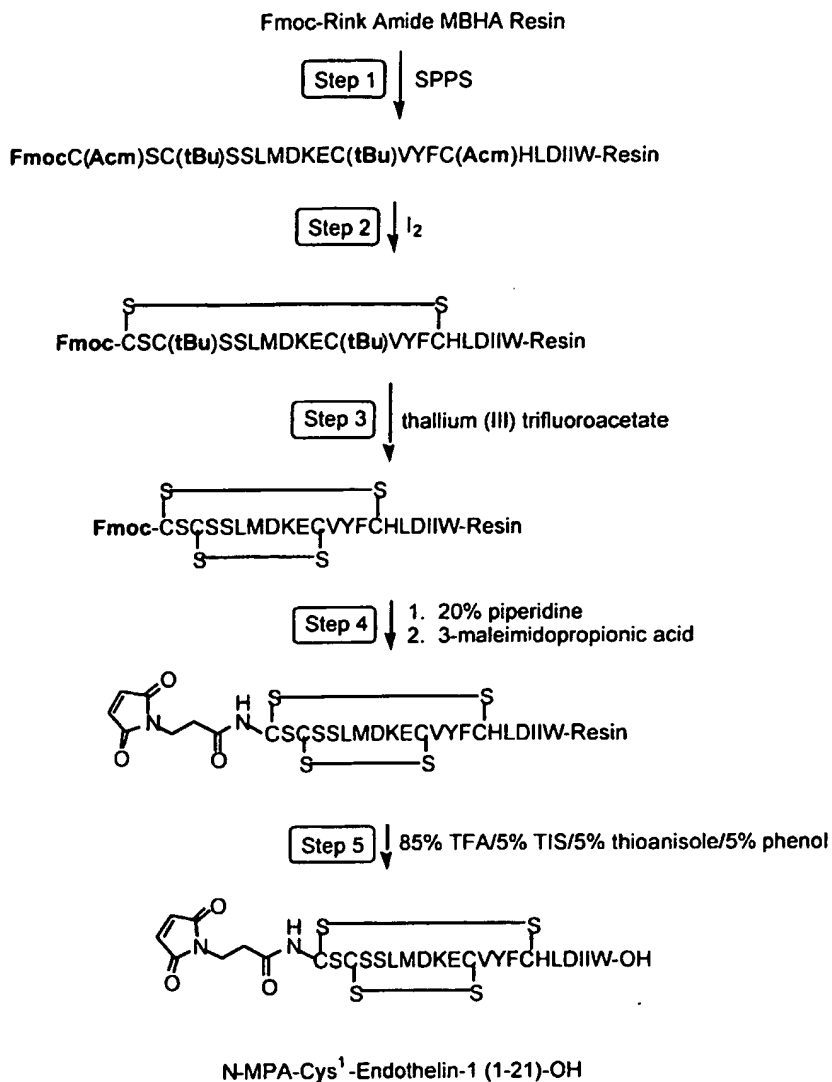 Fmoc-Rink Amide MBHA Resin
Step 1
SPPS
FmocC(Acm)SC(tBu)SSLMDKEC(tBu)VYFC(Acm)HLDIIW-Resin
Step 2
I₂
S S
Fmoc-CSC(tBu)SSLMDKEC(tBu)VYFCHLDIIW-Resin
Step 3
thallium (III) trifluoroacetate
S S
Fmoc-CSCSSLMDKECVYFCHLDIIW-Resin
S S
Step 4
1. 20% piperidine
2. 3-maleimidopropionic acid
O H S S
N N CSCSSLMDKECVYFCHLDIIW-Resin
O O S S
Step 5
85% TFA/5% TIS/5% thioanisole/5% phenol
O H S S
N N CSCSSLMDKECVYFCHLDIIW-OH
O O S S
N-MPA-Cys¹-Endothelin-1 (1-21)-OH